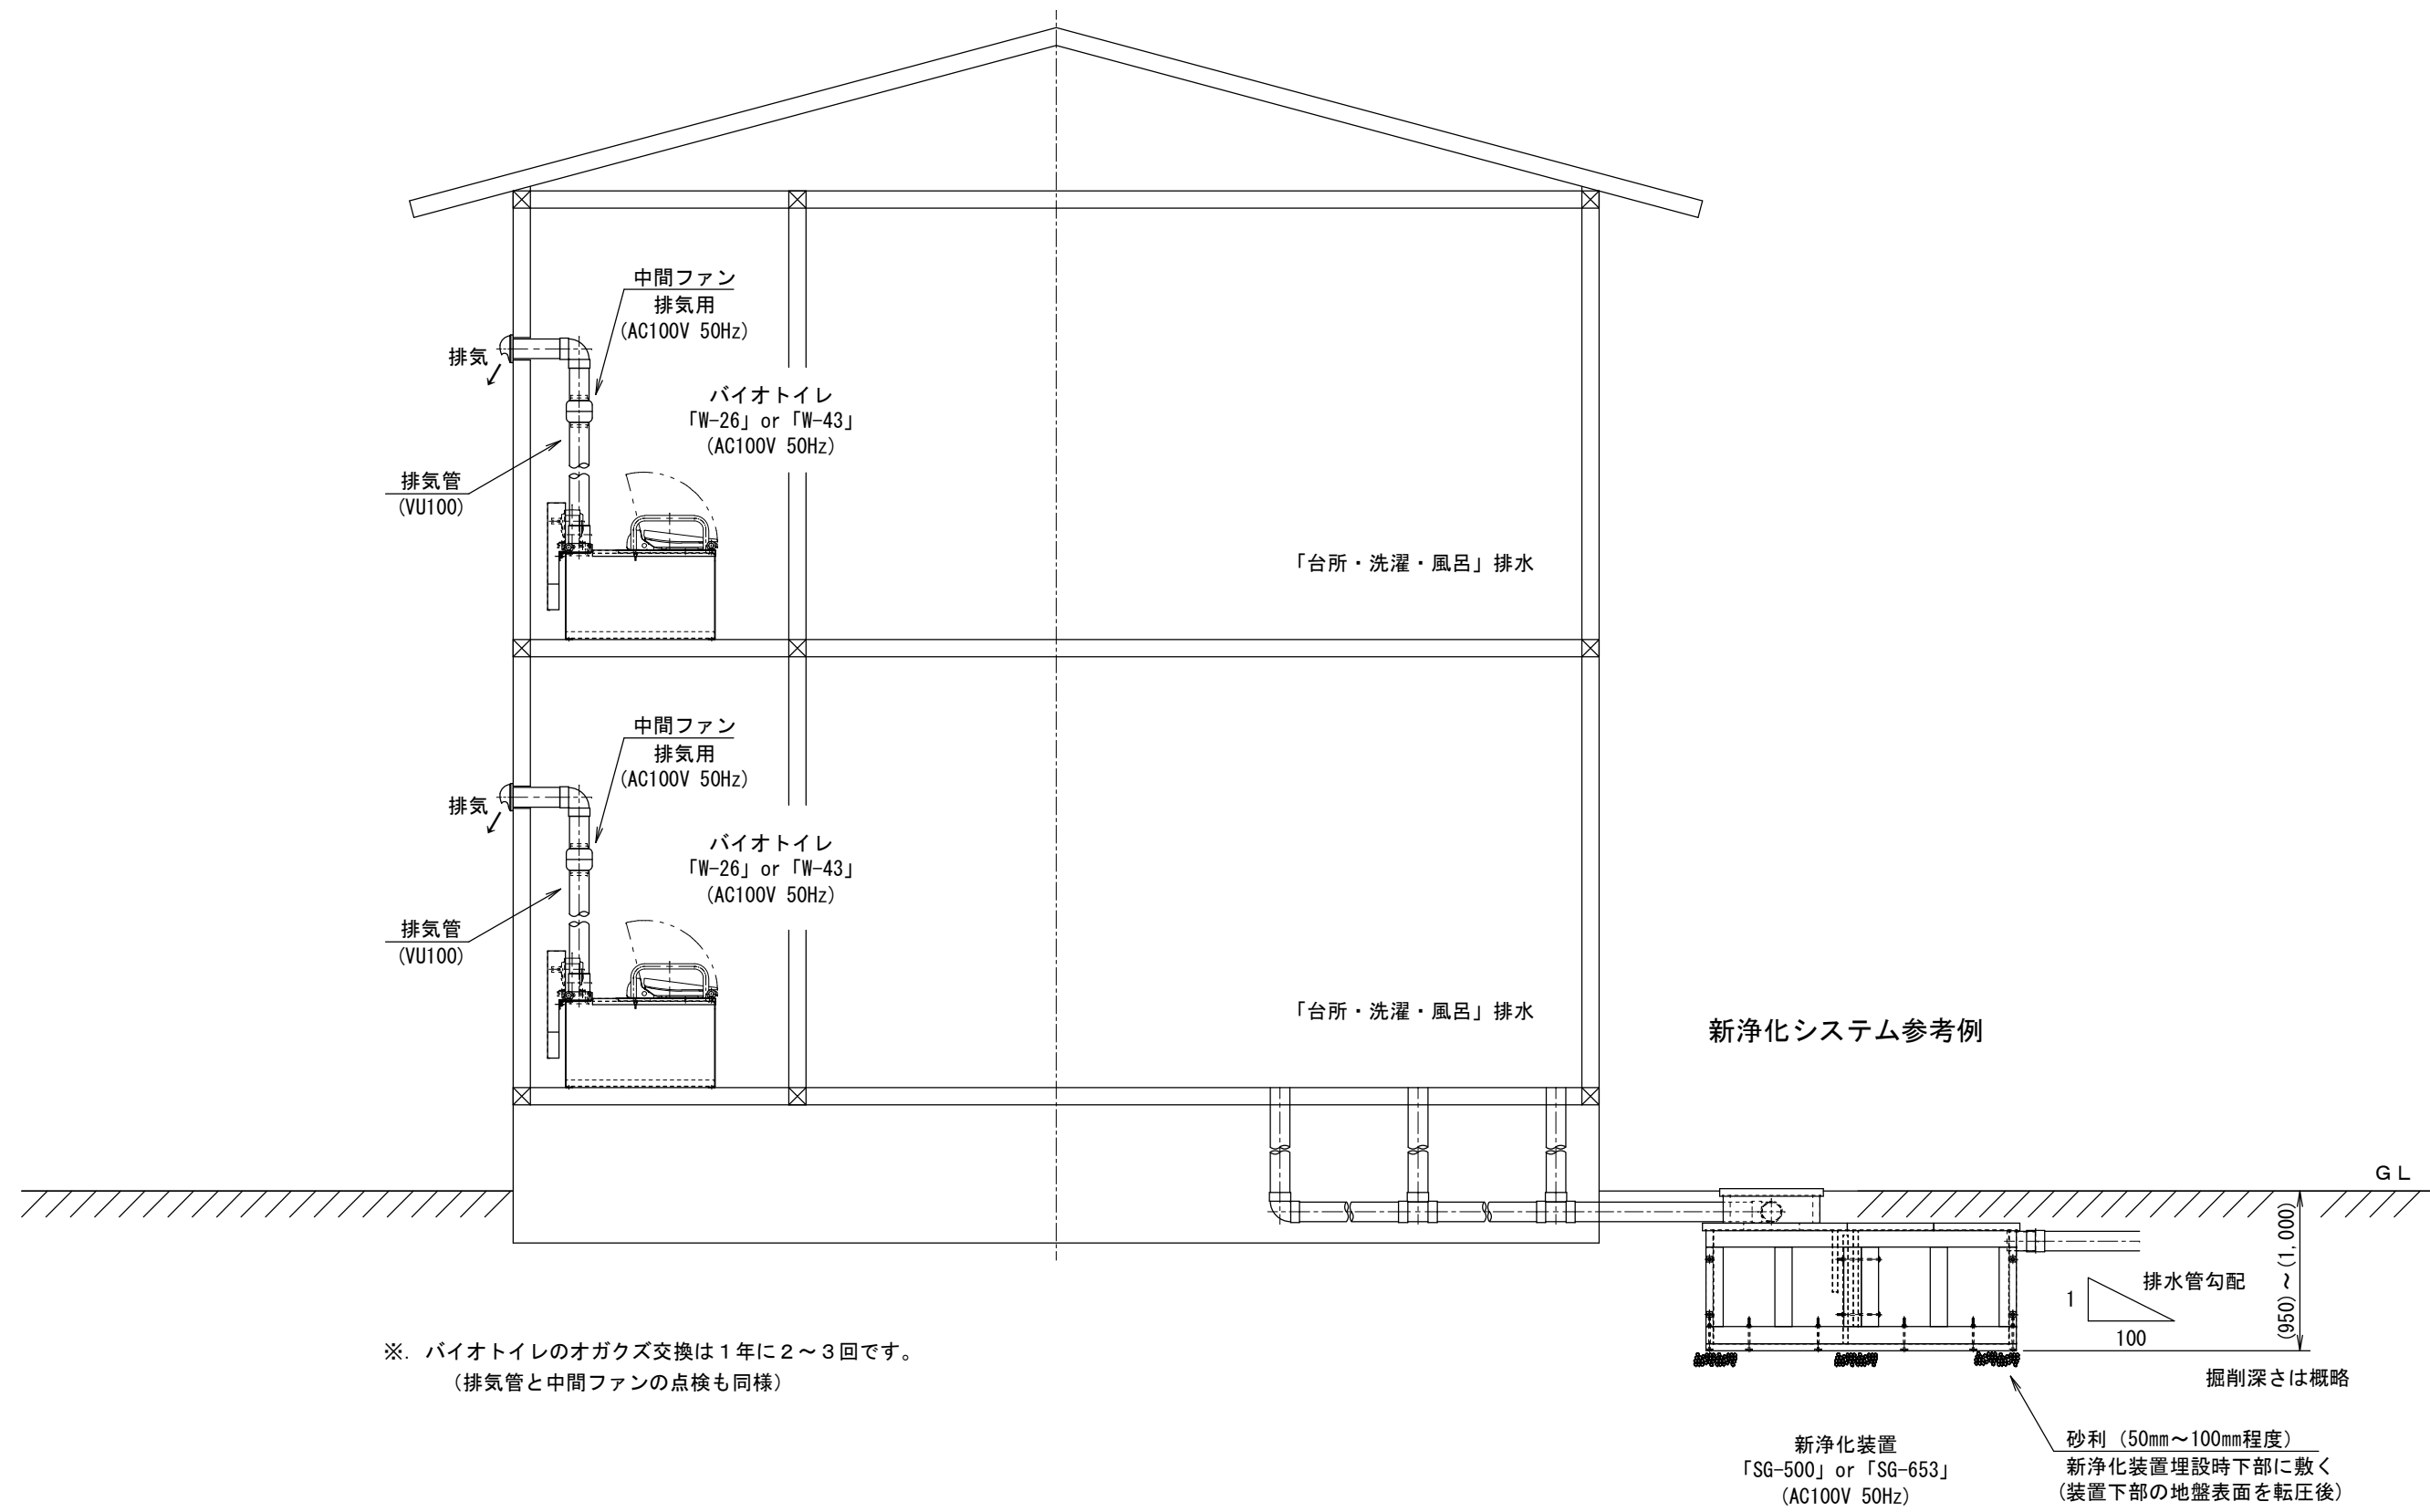 中間ファン
排気用
(AC100V 50Hz)
排気
バイオトイレ
「W-26」or「W-43」
(AC100V 50Hz)
排気管
(VU100)
「台所・洗濯・風呂」排水
中間ファン
排気用
(AC100V 50Hz)
排気
バイオトイレ
「W-26」or「W-43」
(AC100V 50Hz)
排気管
(VU100)
「台所・洗濯・風呂」排水
新浄化システム参考例
ＧＬ
(950)～(1,000)
排水管勾配
1
100
掘削深さは概略
※. バイオトイレのオガクズ交換は１年に２～３回です。
（排気管と中間ファンの点検も同様）
新浄化装置
「SG-500」or「SG-653」
(AC100V 50Hz)
砂利（50㎜～100㎜程度）
新浄化装置埋設時下部に敷く
(装置下部の地盤表面を転圧後)